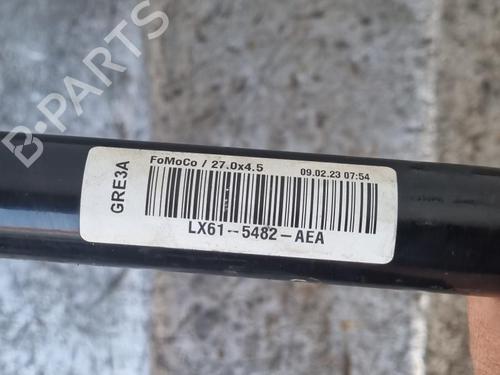 B-PARTS
FoMoCo / 27.0x4.5 09.02.23 07:54
GRE3A
LX61--5482-AEA